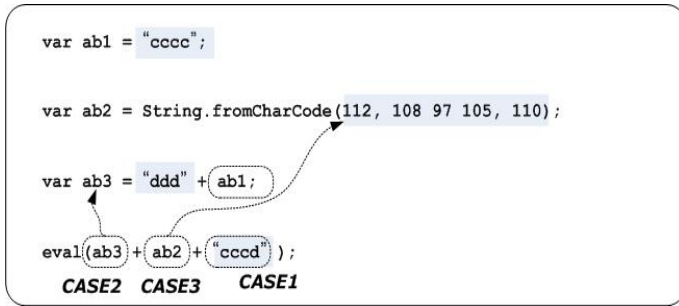 var ab1 = “cccc”;
var ab2 = String.fromCharCode(112, 108 97 105, 110);
var ab3 = “ddd” + ab1;
eval(ab3 + ab2 + “cccd” );
CASE2 CASE3 CASE1